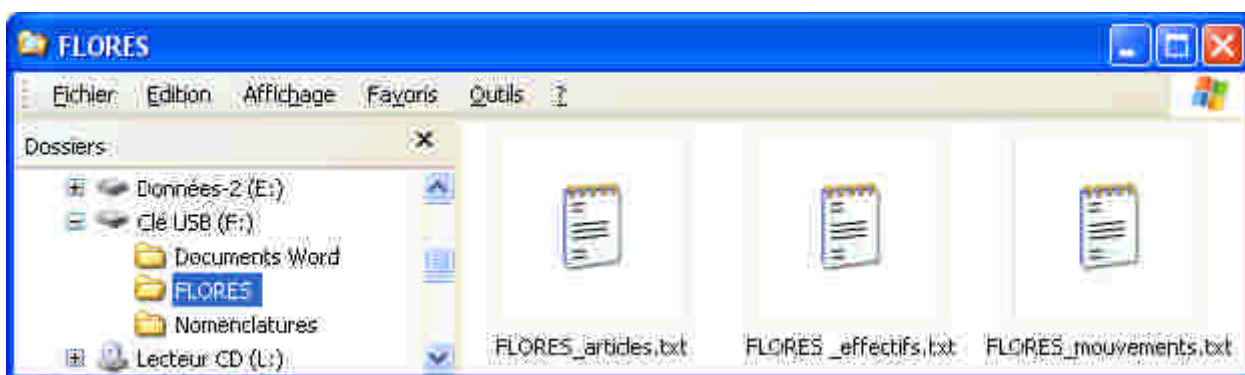 FLORES
Fichier Edition Affichage Favoris Outils ?
Dossiers
Données-2 (E:)
Clé USB (F:)
Documents Word
FLORES
Nomenclatures
Lecteur CD (L:)
FLORES_articles.txt FLORES _effectifs.txt FLORES_mouvements.txt